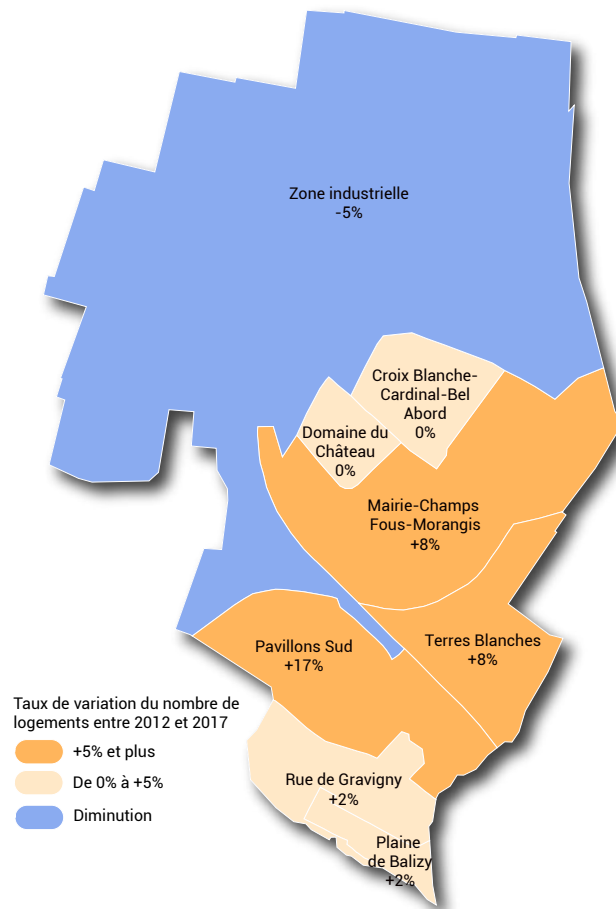 Zone industrielle
-5%
Croix Blanche-
Cardinal-Bel
Abord
0%
Domaine du
Château
0%
Mairie-Champs
Fous-Morangis
+8%
Terres Blanches
+8%
Pavillons Sud
+17%
Taux de variation du nombre de
logements entre 2012 et 2017
+5% et plus
De 0% à +5%
Diminution
Rue de Gravigny
+2%
Plaine
de Balizy
+2%